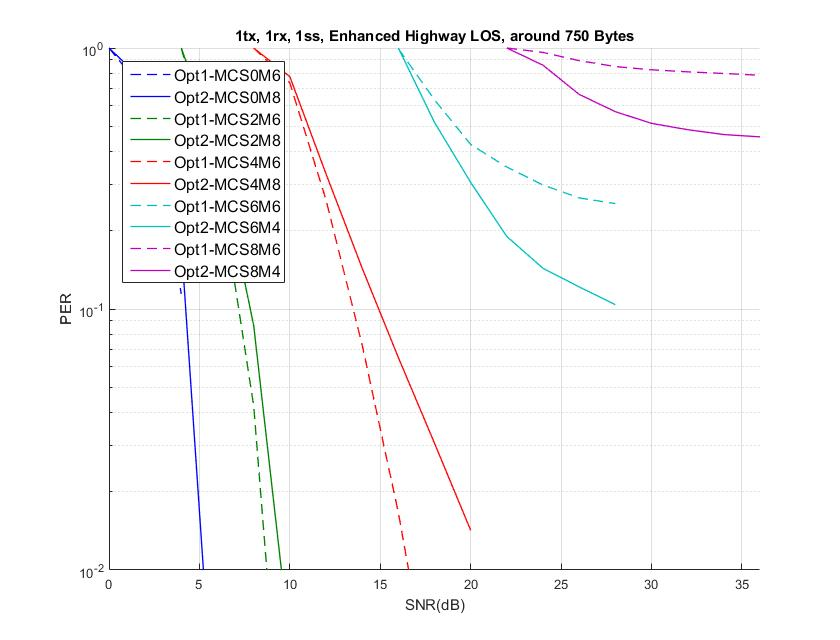 1tx, 1rx, 1ss, Enhanced Highway LOS, around 750 Bytes
10^0
Opt1-MCS0M6
Opt2-MCS0M8
Opt1-MCS2M6
Opt2-MCS2M8
Opt1-MCS4M6
Opt2-MCS4M8
Opt1-MCS6M6
Opt2-MCS6M4
Opt1-MCS8M6
Opt2-MCS8M4
PER
10^-1
10^-2
0 5 10 15 20 25 30 35
SNR(dB)